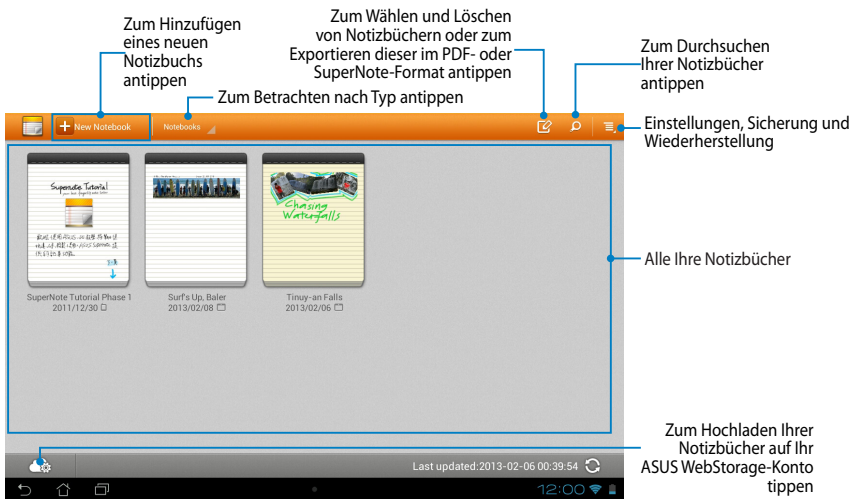 Zum Hinzufügen
eines neuen
Notizbuchs
antippen
Zum Wählen und Löschen
von Notizbüchern oder zum
Exportieren dieser im PDF- oder
SuperNote-Format antippen
Zum Betrachten nach Typ antippen
Zum Durchsuchen
Ihrer Notizbücher
antippen
Einstellungen, Sicherung und
Wiederherstellung
New Notebook
Notebooks
Supernote Tutorial
Chasing
Waterfalls
SuperNote Tutorial Phase 1
2011/12/30
Surf's Up, Baler
2013/02/08
Tinuy-an Falls
2013/02/06
Alle Ihre Notizbücher
Zum Hochladen Ihrer
Notizbücher auf Ihr
ASUS WebStorage-Konto
tippen
Last updated:2013-02-06 00:39:54
12:00